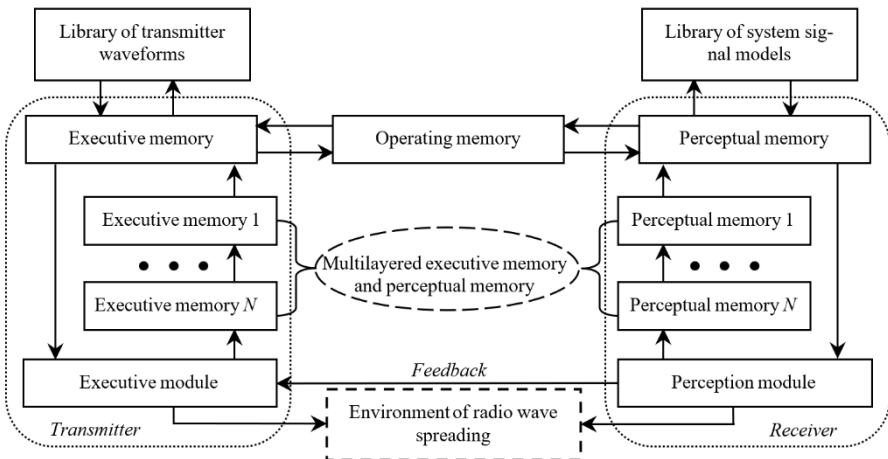 Library of transmitter
waveforms
Library of system sig-
nal models
Executive memory
Operating memory
Perceptual memory
Executive memory 1
Perceptual memory 1
Multilayered executive memory
and perceptual memory
Executive memory N
Perceptual memory N
Feedback
Executive module
Perception module
Environment of radio wave
spreading
Transmitter
Receiver